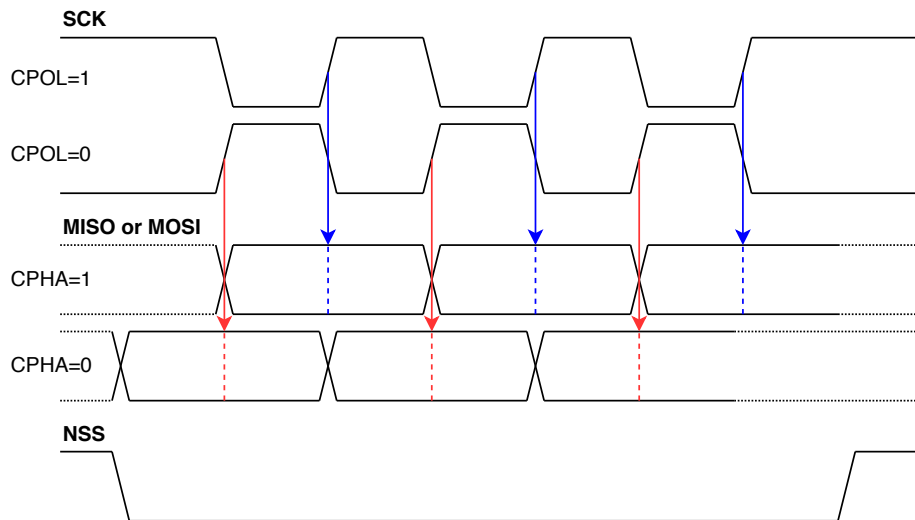 SCK
CPOL=1
CPOL=0
MISO or MOSI
CPHA=1
CPHA=0
NSS